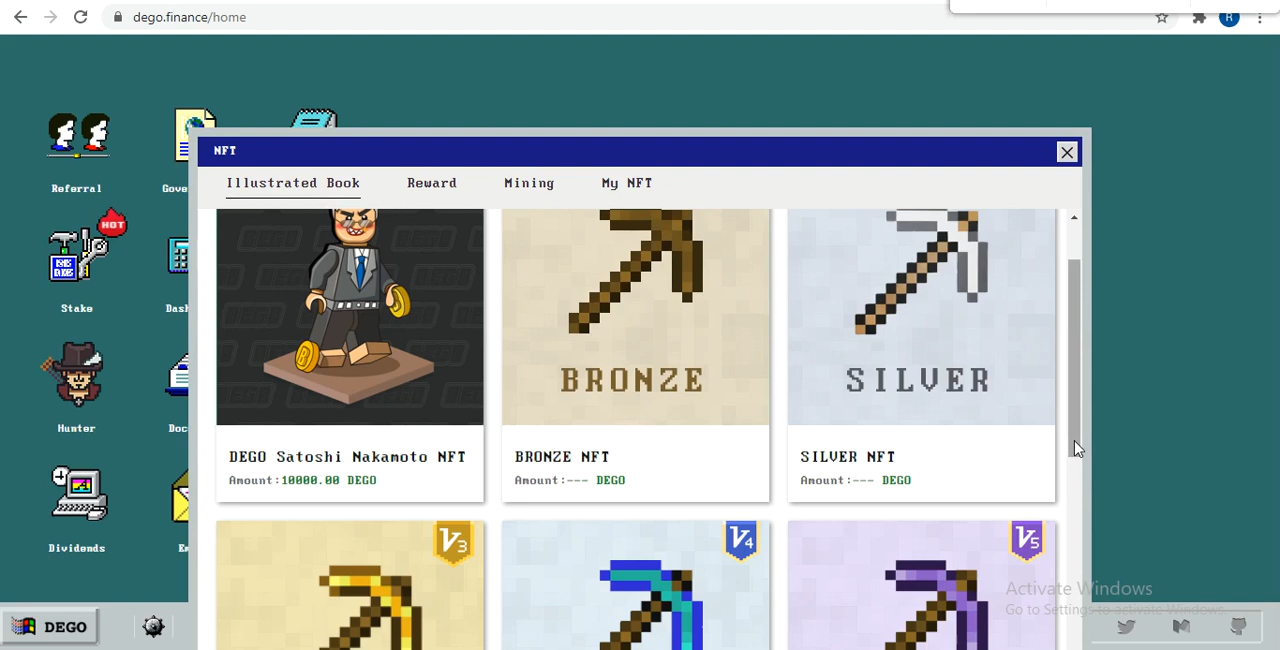 dego.finance/home
R
NFT
Illustrated Book Reward Mining My NFT
Referral
HOT
Stake
Hunter
Dividends
BRONZE
SILVER
DEGO Satoshi Nakamoto NFT
Amount:10000.00 DEGO
BRONZE NFT
Amount:--- DEGO
SILVER NFT
Amount:--- DEGO
V3
V4
V5
Activate Windows
Go to Settings to activate Windows.
DEGO